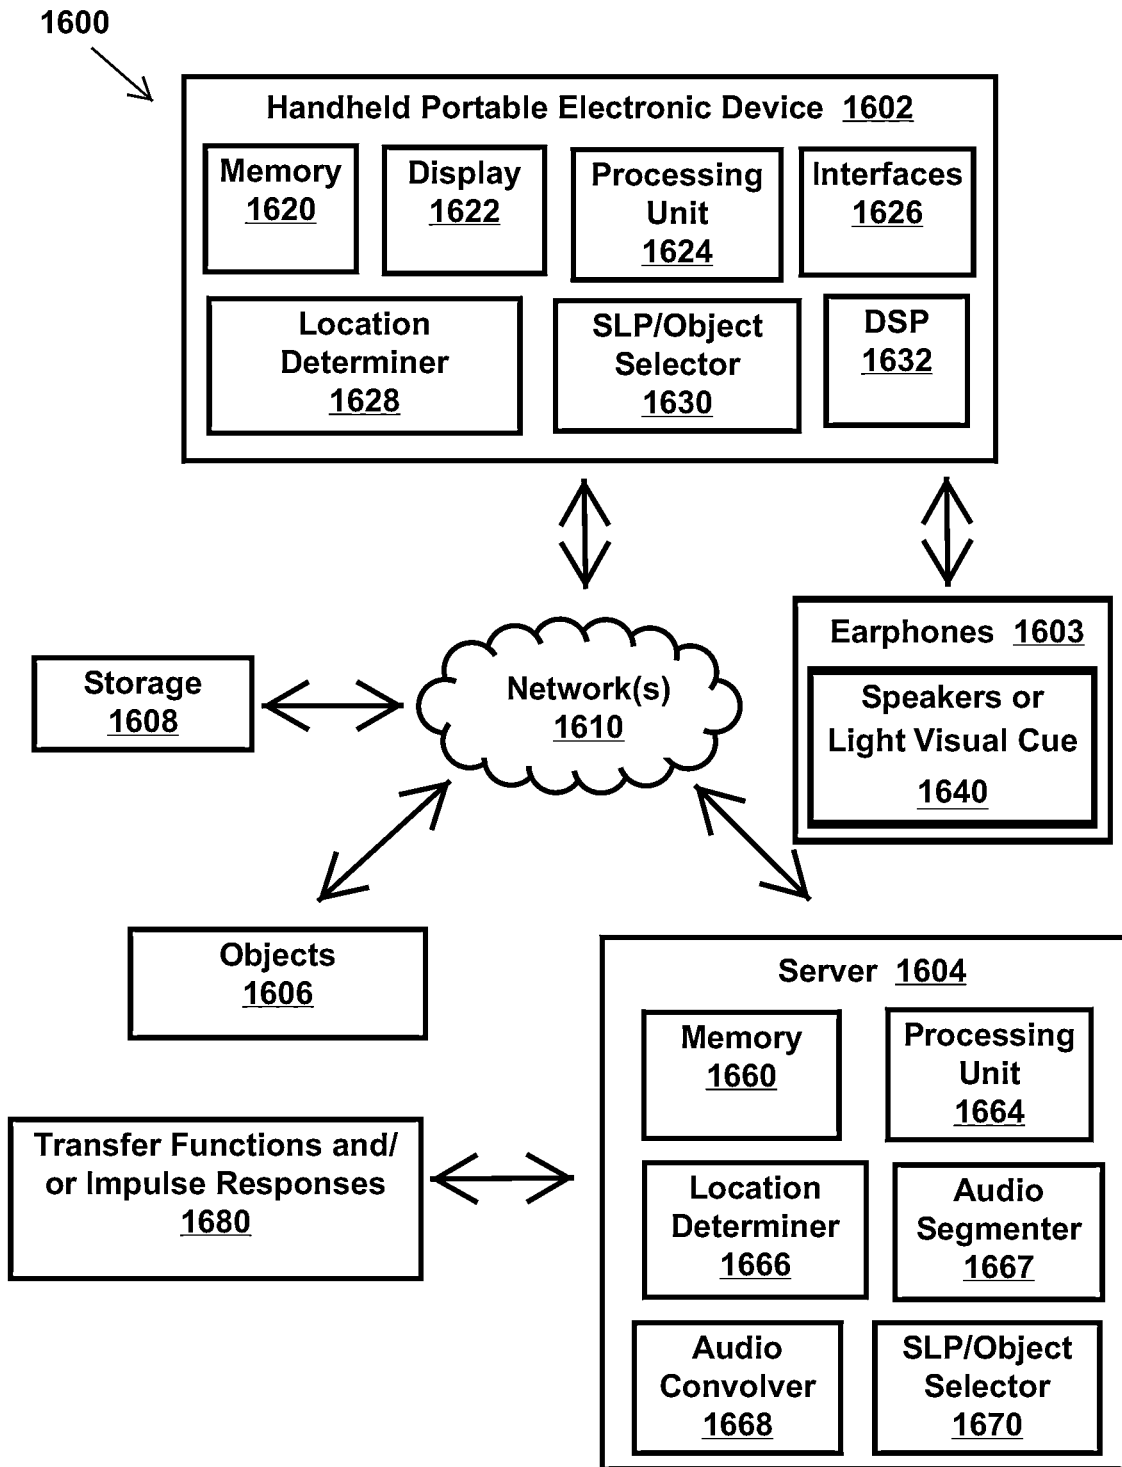 1600
Handheld Portable Electronic Device 1602
Memory
1620
Display
1622
Processing
Unit
1624
Interfaces
1626
Location
Determiner
1628
SLP/Object
Selector
1630
DSP
1632
Earphones 1603
Speakers or
Light Visual Cue
1640
Storage
1608
Network(s)
1610
Objects
1606
Server 1604
Memory
1660
Processing
Unit
1664
Transfer Functions and/
or Impulse Responses
1680
Location
Determiner
1666
Audio
Segmenter
1667
Audio
Convolver
1668
SLP/Object
Selector
1670